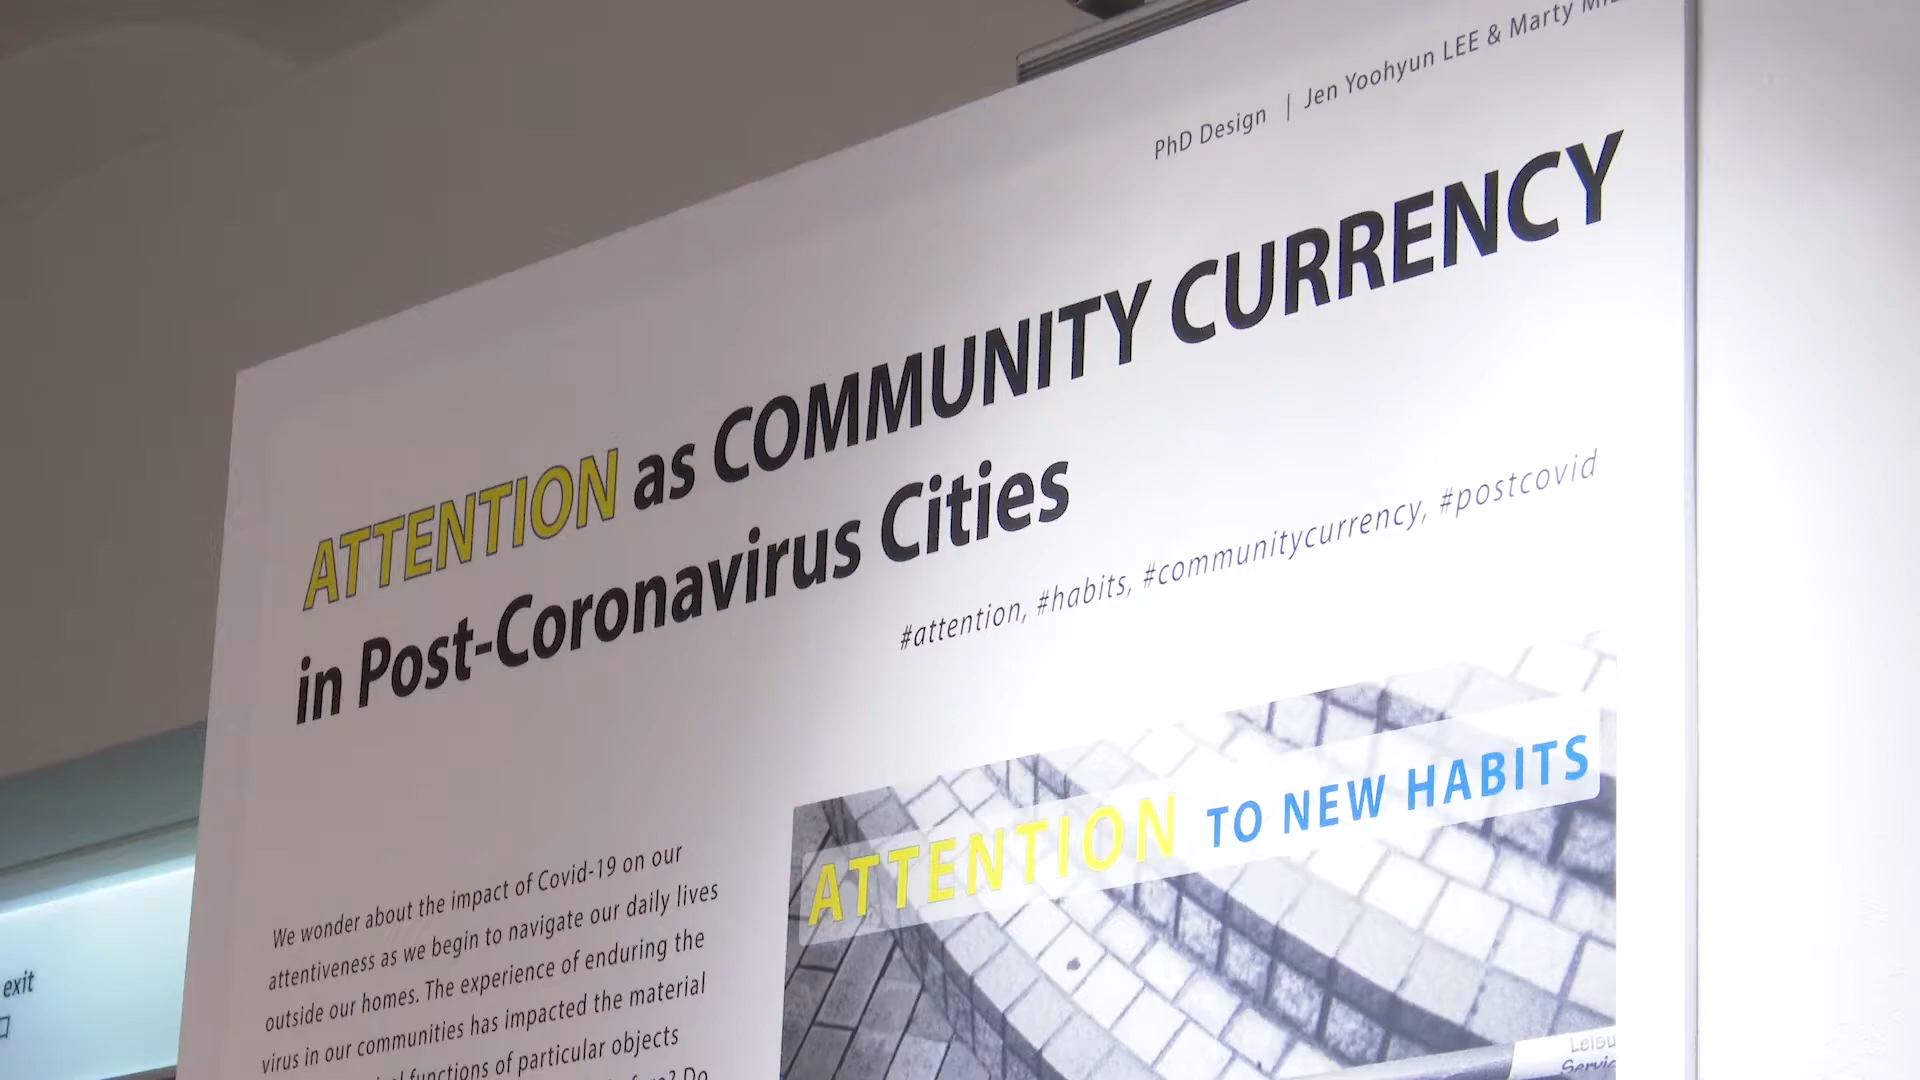 PhD Design | Jen Yoohyun LEE & Marty
ATTENTION as COMMUNITY CURRENCY
in Post-Coronavirus Cities
#attention, #habits, #communitycurrency, #postcovid
ATTENTION TO NEW HABITS
We wonder about the impact of Covid-19 on our
attentiveness as we begin to navigate our daily lives
outside our homes. The experience of enduring the
virus in our communities has impacted the material
functions of particular objects
Do
exit